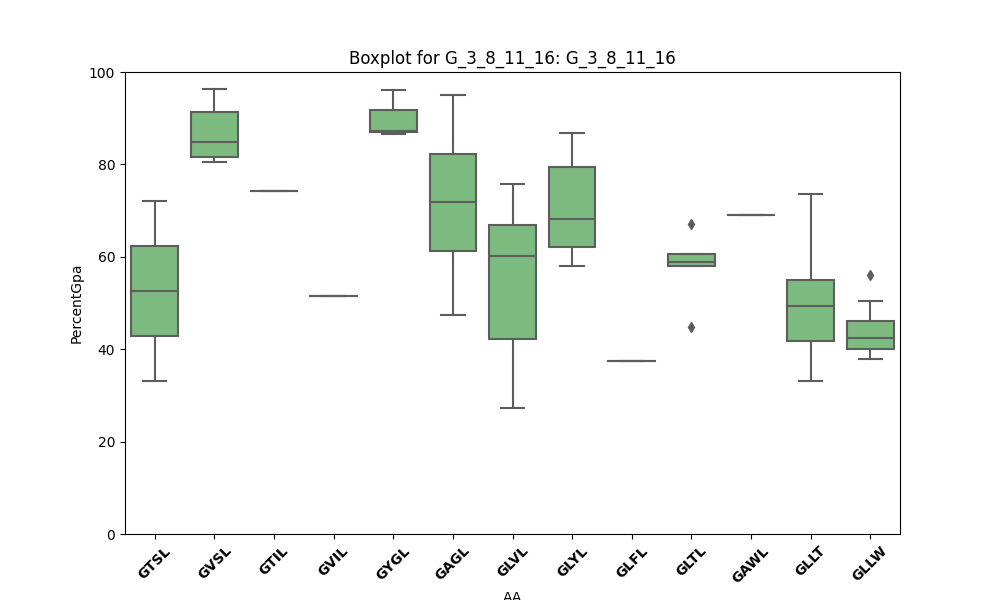 Boxplot for G_3_8_11_16: G_3_8_11_16
100
80
60
40
20
0
PercentGpa
GTSL GVSL GTIL GVIL GYGL GAGL GLVL GLYL GLFL GLTL GAWL GLLT GLLW
AA